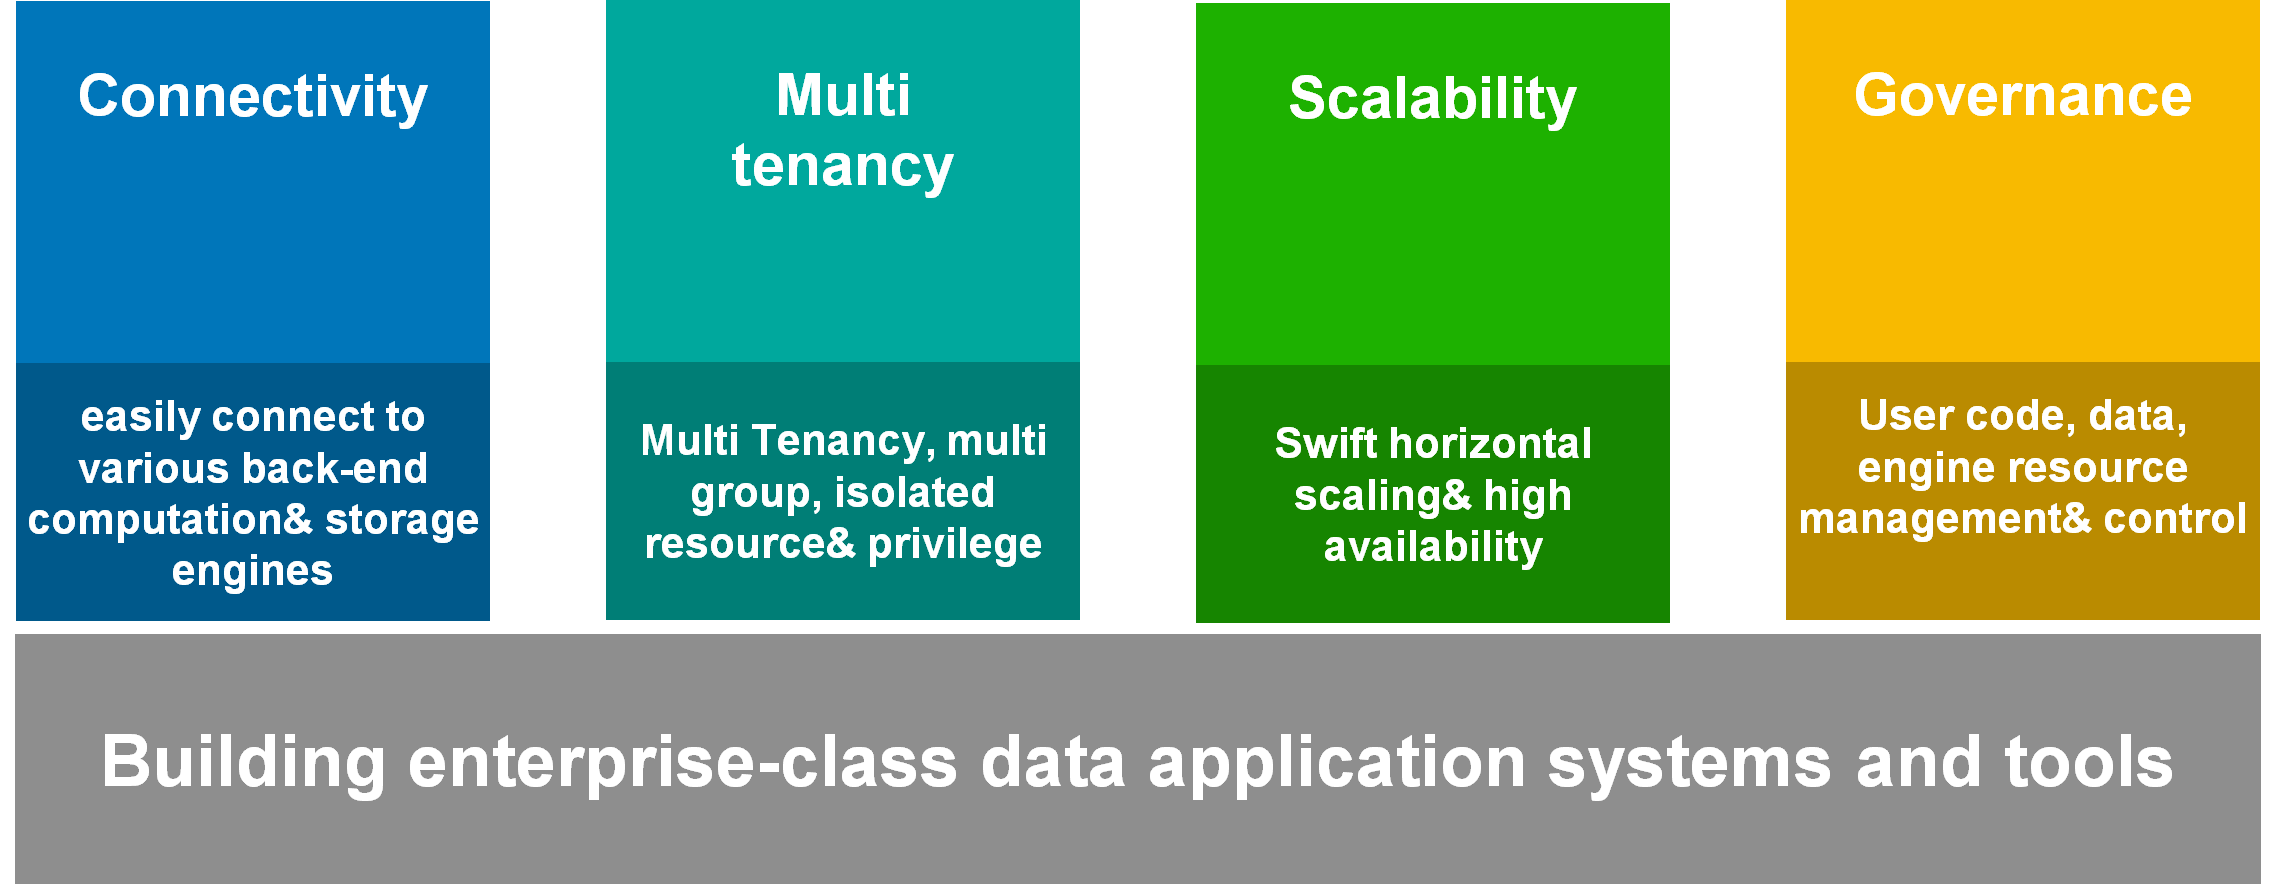 Connectivity
easily connect to
various back-end
computation& storage
engines
Multi
tenancy
Multi Tenancy, multi
group, isolated
resource& privilege
Scalability
Swift horizontal
scaling& high
availability
Governance
User code, data,
engine resource
management& control
Building enterprise-class data application systems and tools